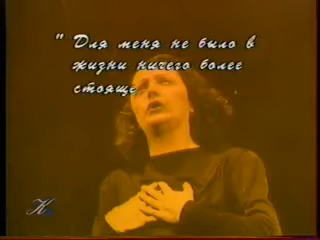 " Для меня не было в
жизни ничего более
стояще
К